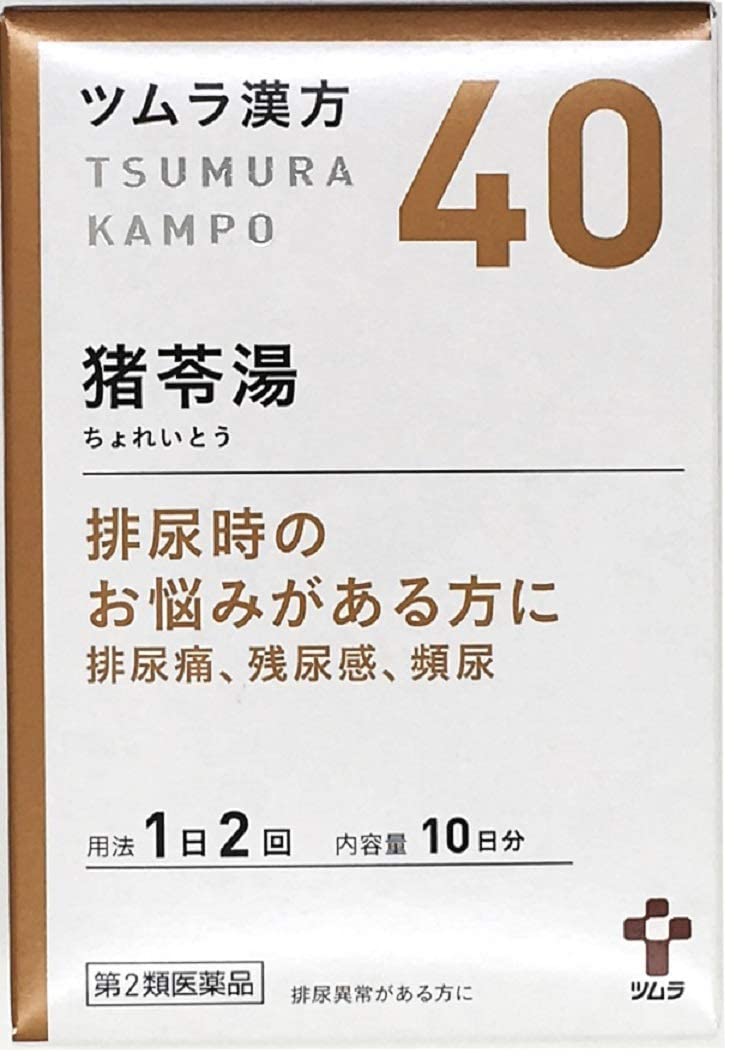 ツムラ漢方
TSUMURA
KAMPO
40
猪苓湯
ちょれいとう
排尿時の
お悩みがある方に
排尿痛、残尿感、頻尿
用法 1日2回 内容量 10日分
第2類医薬品 排尿異常がある方に
ツムラ